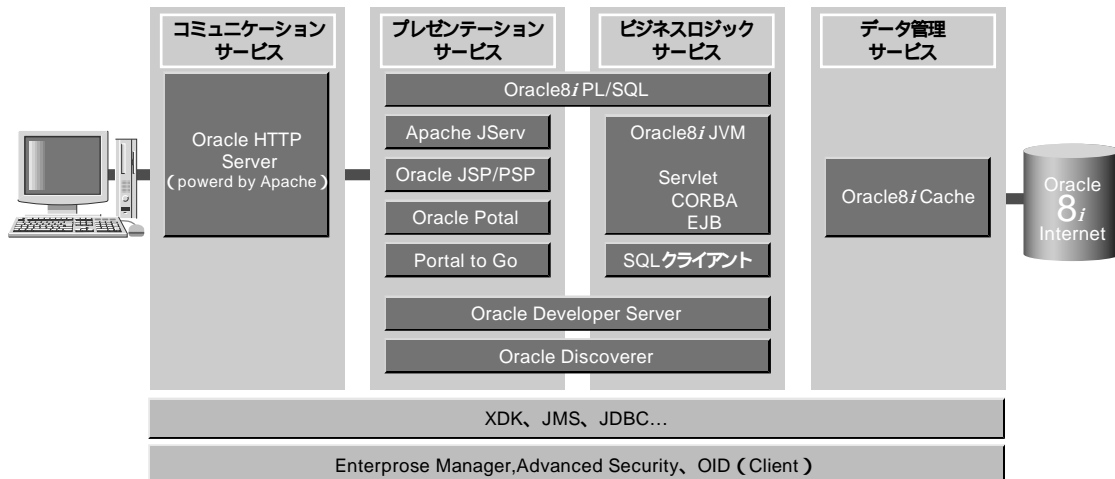 コミュニケーション
サービス
プレゼンテーション
サービス
ビジネスロジック
サービス
データ管理
サービス
Oracle HTTP
Server
(powerd by Apache)
Oracle8i PL/SQL
Apache JServ
Oracle JSP/PSP
Oracle Potal
Portal to Go
Oracle8i JVM
Servlet
CORBA
EJB
SQLクライアント
Oracle Developer Server
Oracle Discoverer
Oracle8i Cache
Oracle
8i
Internet
XDK、JMS、JDBC…
Enterprose Manager,Advanced Security、OID(Client)